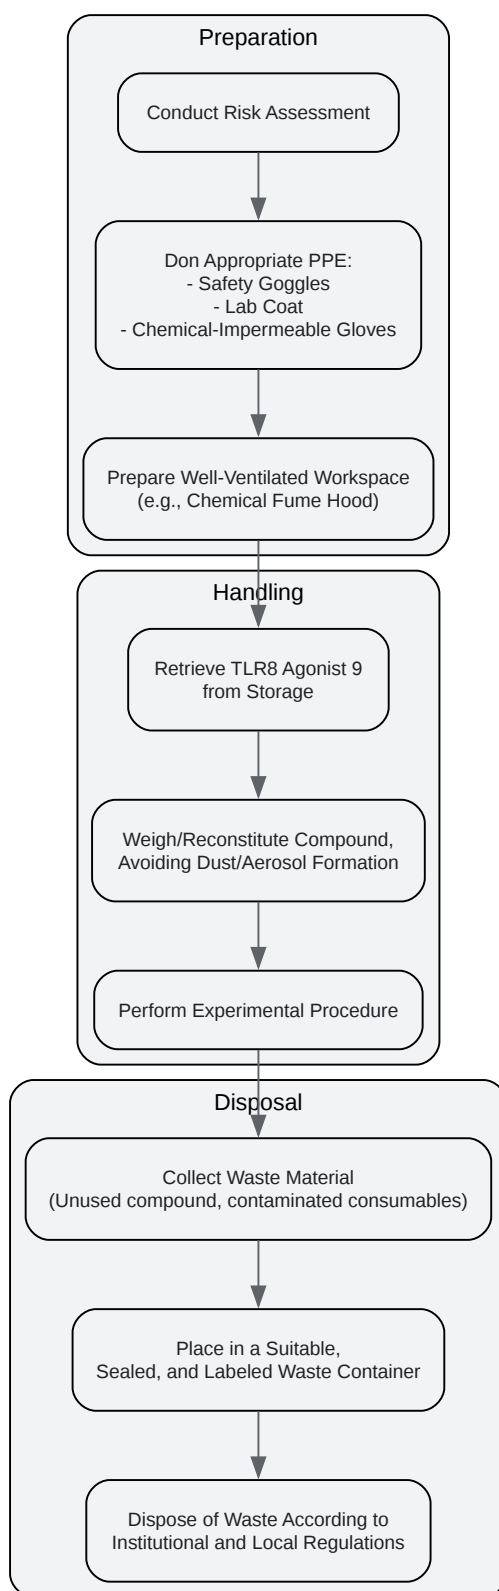 Preparation
Conduct Risk Assessment
Don Appropriate PPE:
- Safety Goggles
- Lab Coat
- Chemical-Impermeable Gloves
Prepare Well-Ventilated Workspace
(e.g., Chemical Fume Hood)
Handling
Retrieve TLR8 Agonist 9
from Storage
Weigh/Reconstitute Compound,
Avoiding Dust/Aerosol Formation
Perform Experimental Procedure
Disposal
Collect Waste Material
(Unused compound, contaminated consumables)
Place in a Suitable,
Sealed, and Labeled Waste Container
Dispose of Waste According to
Institutional and Local Regulations